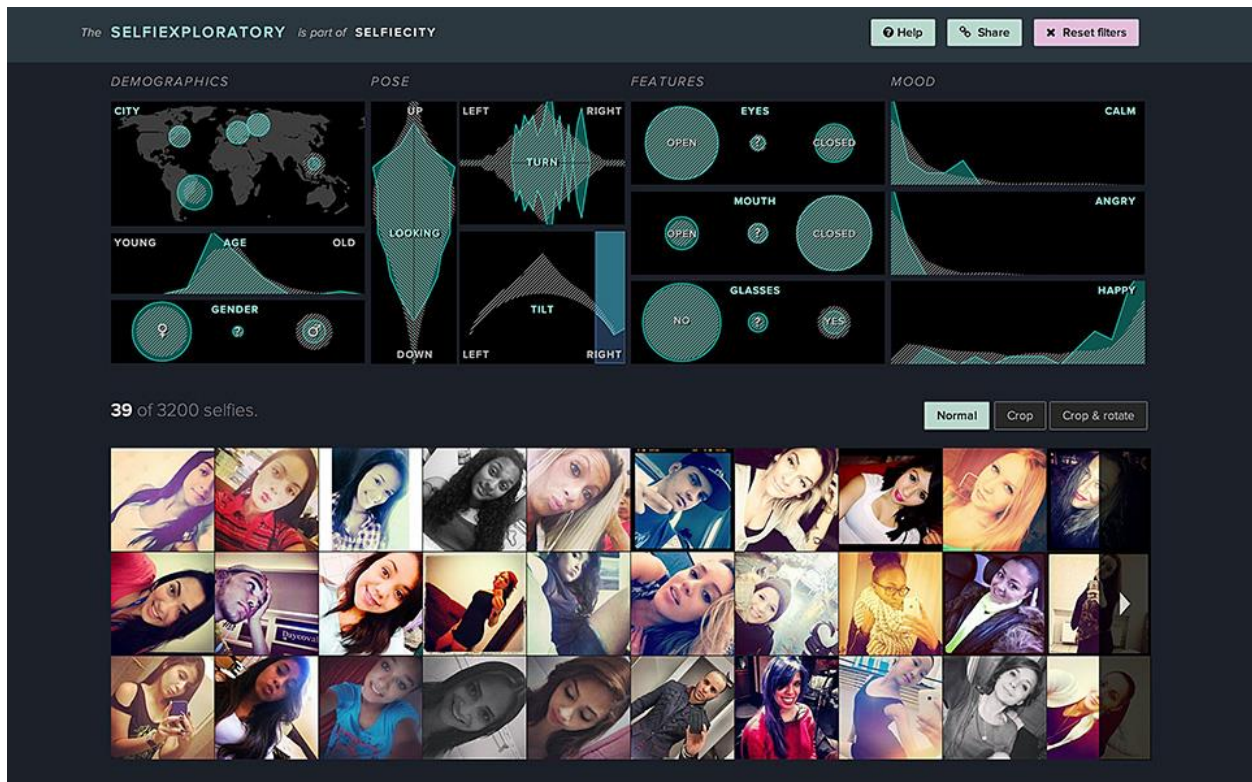 The SELFIEXPLORATORY is part of SELFIECITY
? Help
Share
× Reset filters
DEMOGRAPHICS
POSE
FEATURES
MOOD
CITY
YOUNG AGE OLD
GENDER
♀ ? ♂
UP
LOOKING
DOWN
LEFT RIGHT
TURN
TILT
LEFT RIGHT
EYES
OPEN ? CLOSED
MOUTH
OPEN ? CLOSED
GLASSES
NO ? YES
CALM
ANGRY
HAPPY
39 of 3200 selfies.
Normal
Crop
Crop & rotate